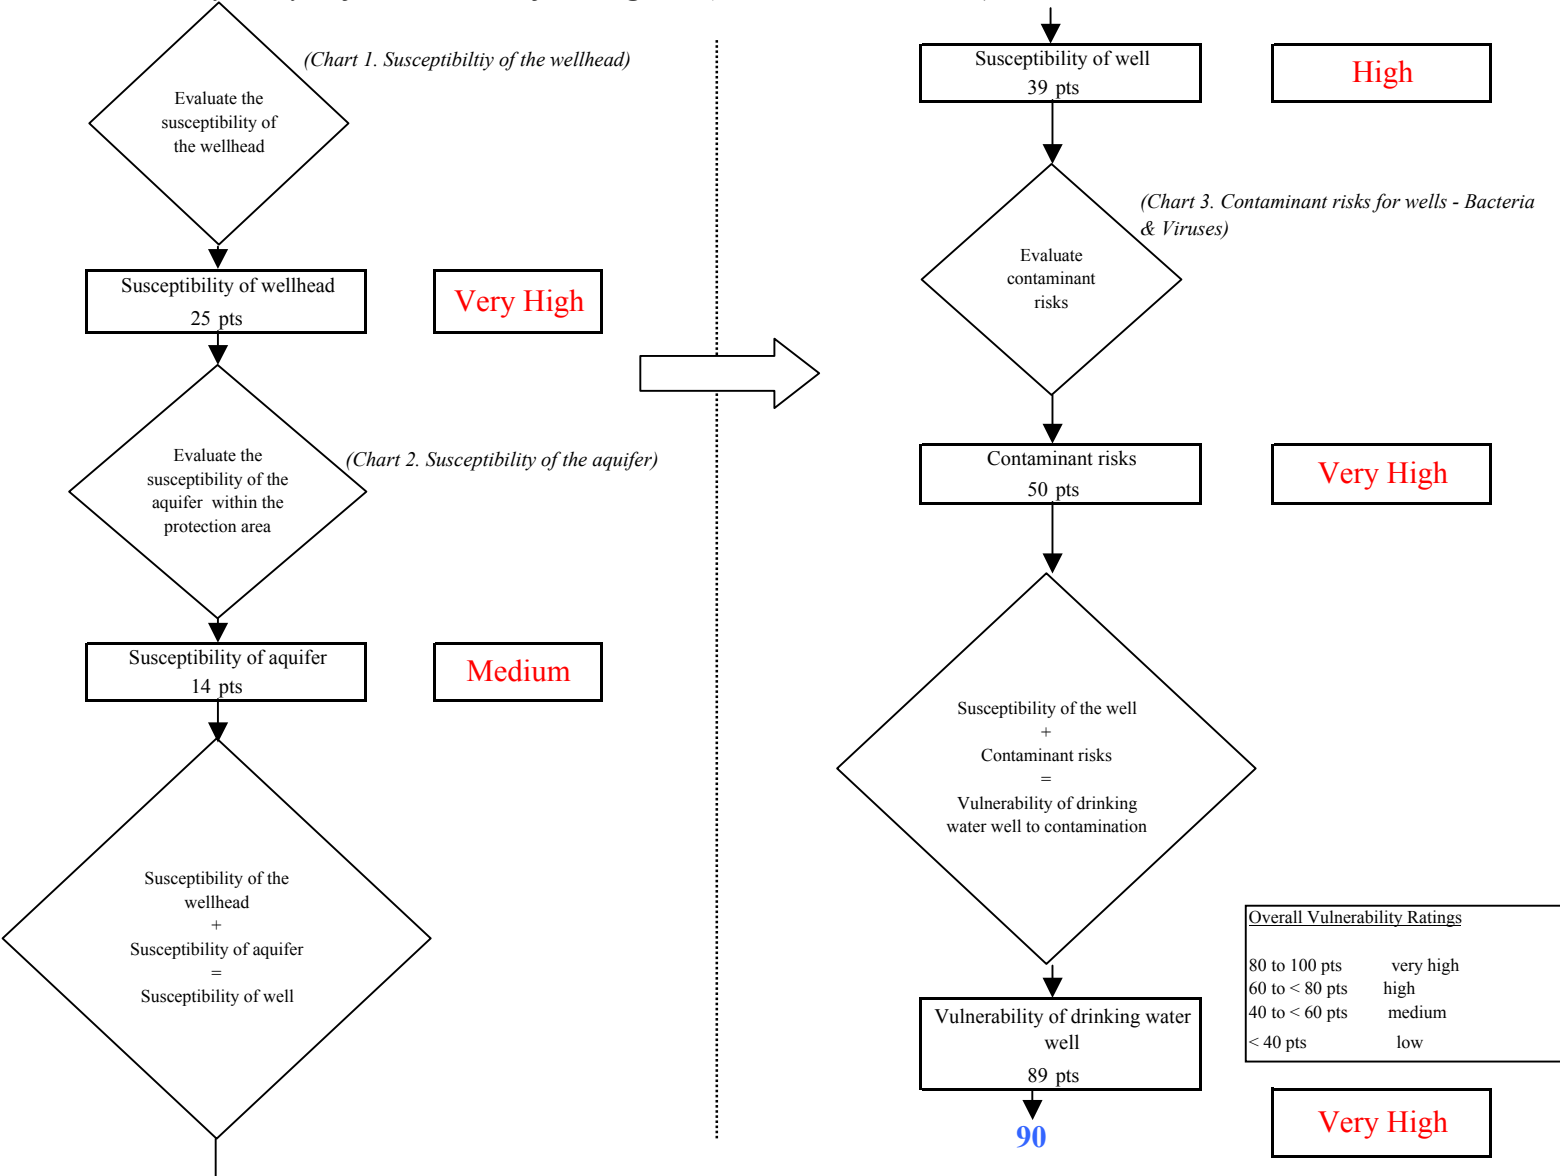 (Chart 1. Susceptibiltiy of the wellhead)
Evaluate the
susceptibility of
the wellhead
Susceptibility of wellhead
25 pts
Very High
(Chart 2. Susceptibility of the aquifer)
Evaluate the
susceptibility of the
aquifer within the
protection area
Susceptibility of aquifer
14 pts
Medium
Susceptibility of the
wellhead
+
Susceptibility of aquifer
=
Susceptibility of well
Susceptibility of well
39 pts
High
(Chart 3. Contaminant risks for wells - Bacteria
& Viruses)
Evaluate
contaminant
risks
Contaminant risks
50 pts
Very High
Susceptibility of the well
+
Contaminant risks
=
Vulnerability of drinking
water well to contamination
Overall Vulnerability Ratings
80 to 100 pts very high
60 to < 80 pts high
40 to < 60 pts medium
< 40 pts low
Vulnerability of drinking water
well
89 pts
90
Very High